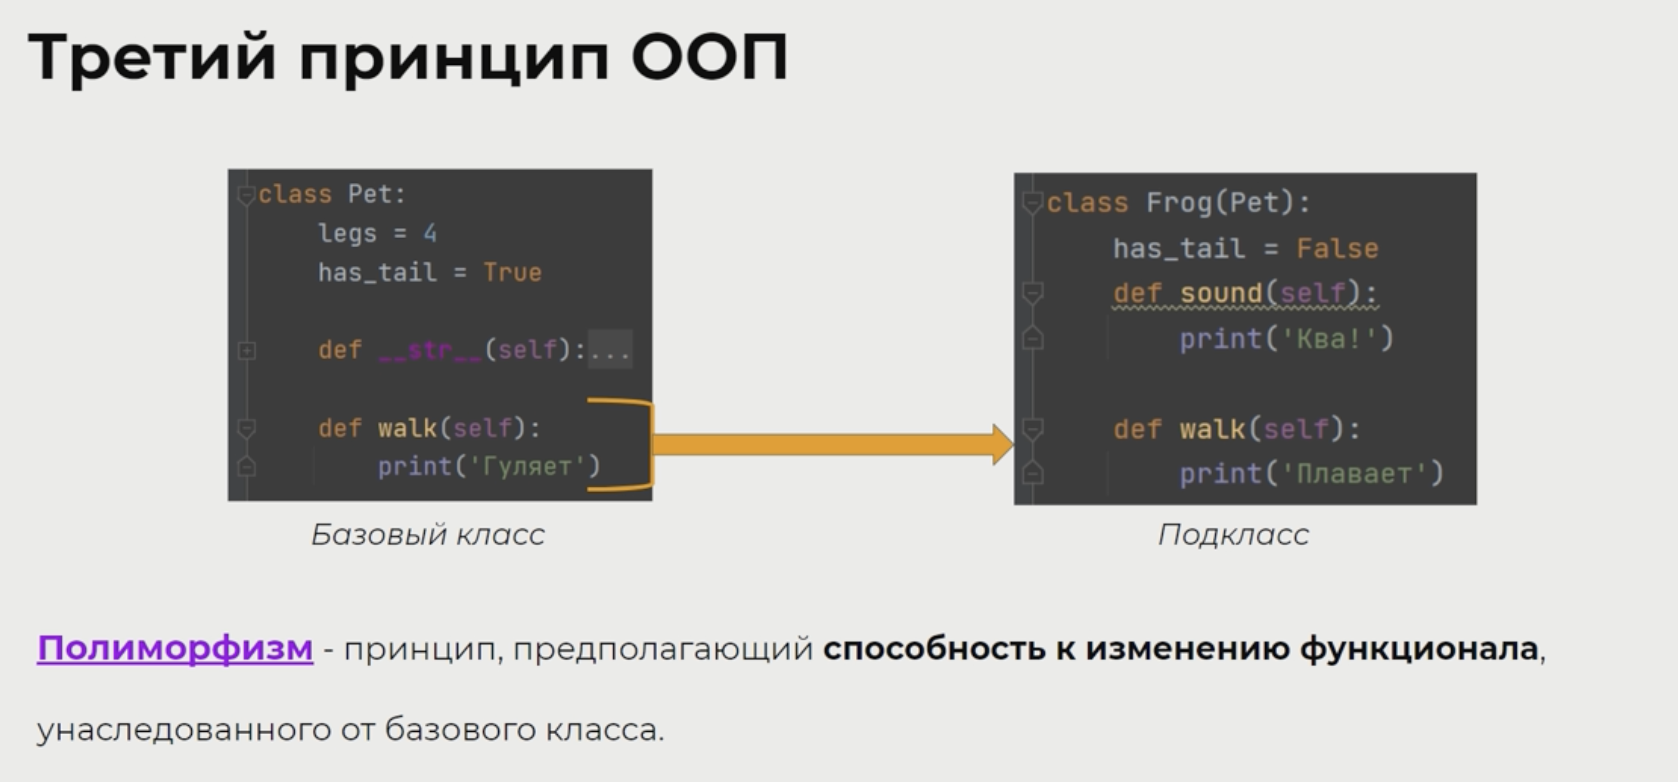 Третий принцип ООП
class Pet:
legs = 4
has_tail = True
def __str__(self):...
def walk(self):
print('Гуляет')
Базовый класс
class Frog(Pet):
has_tail = False
def sound(self):
print('Ква!')
def walk(self):
print('Плавает')
Подкласс
Полиморфизм - принцип, предполагающий способность к изменению функционала,
унаследованного от базового класса.